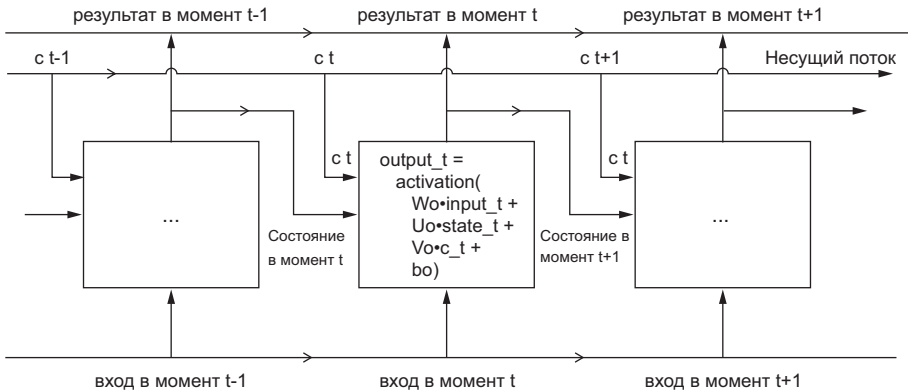 результат в момент t-1
результат в момент t
результат в момент t+1
c t-1
c t
c t+1
Несущий поток
c t
c t
...
output_t =
activation(
Wo•input_t +
Uo•state_t +
Vo•c_t +
bo)
...
Состояние
в момент t
Состояние в
момент t+1
вход в момент t-1
вход в момент t
вход в момент t+1